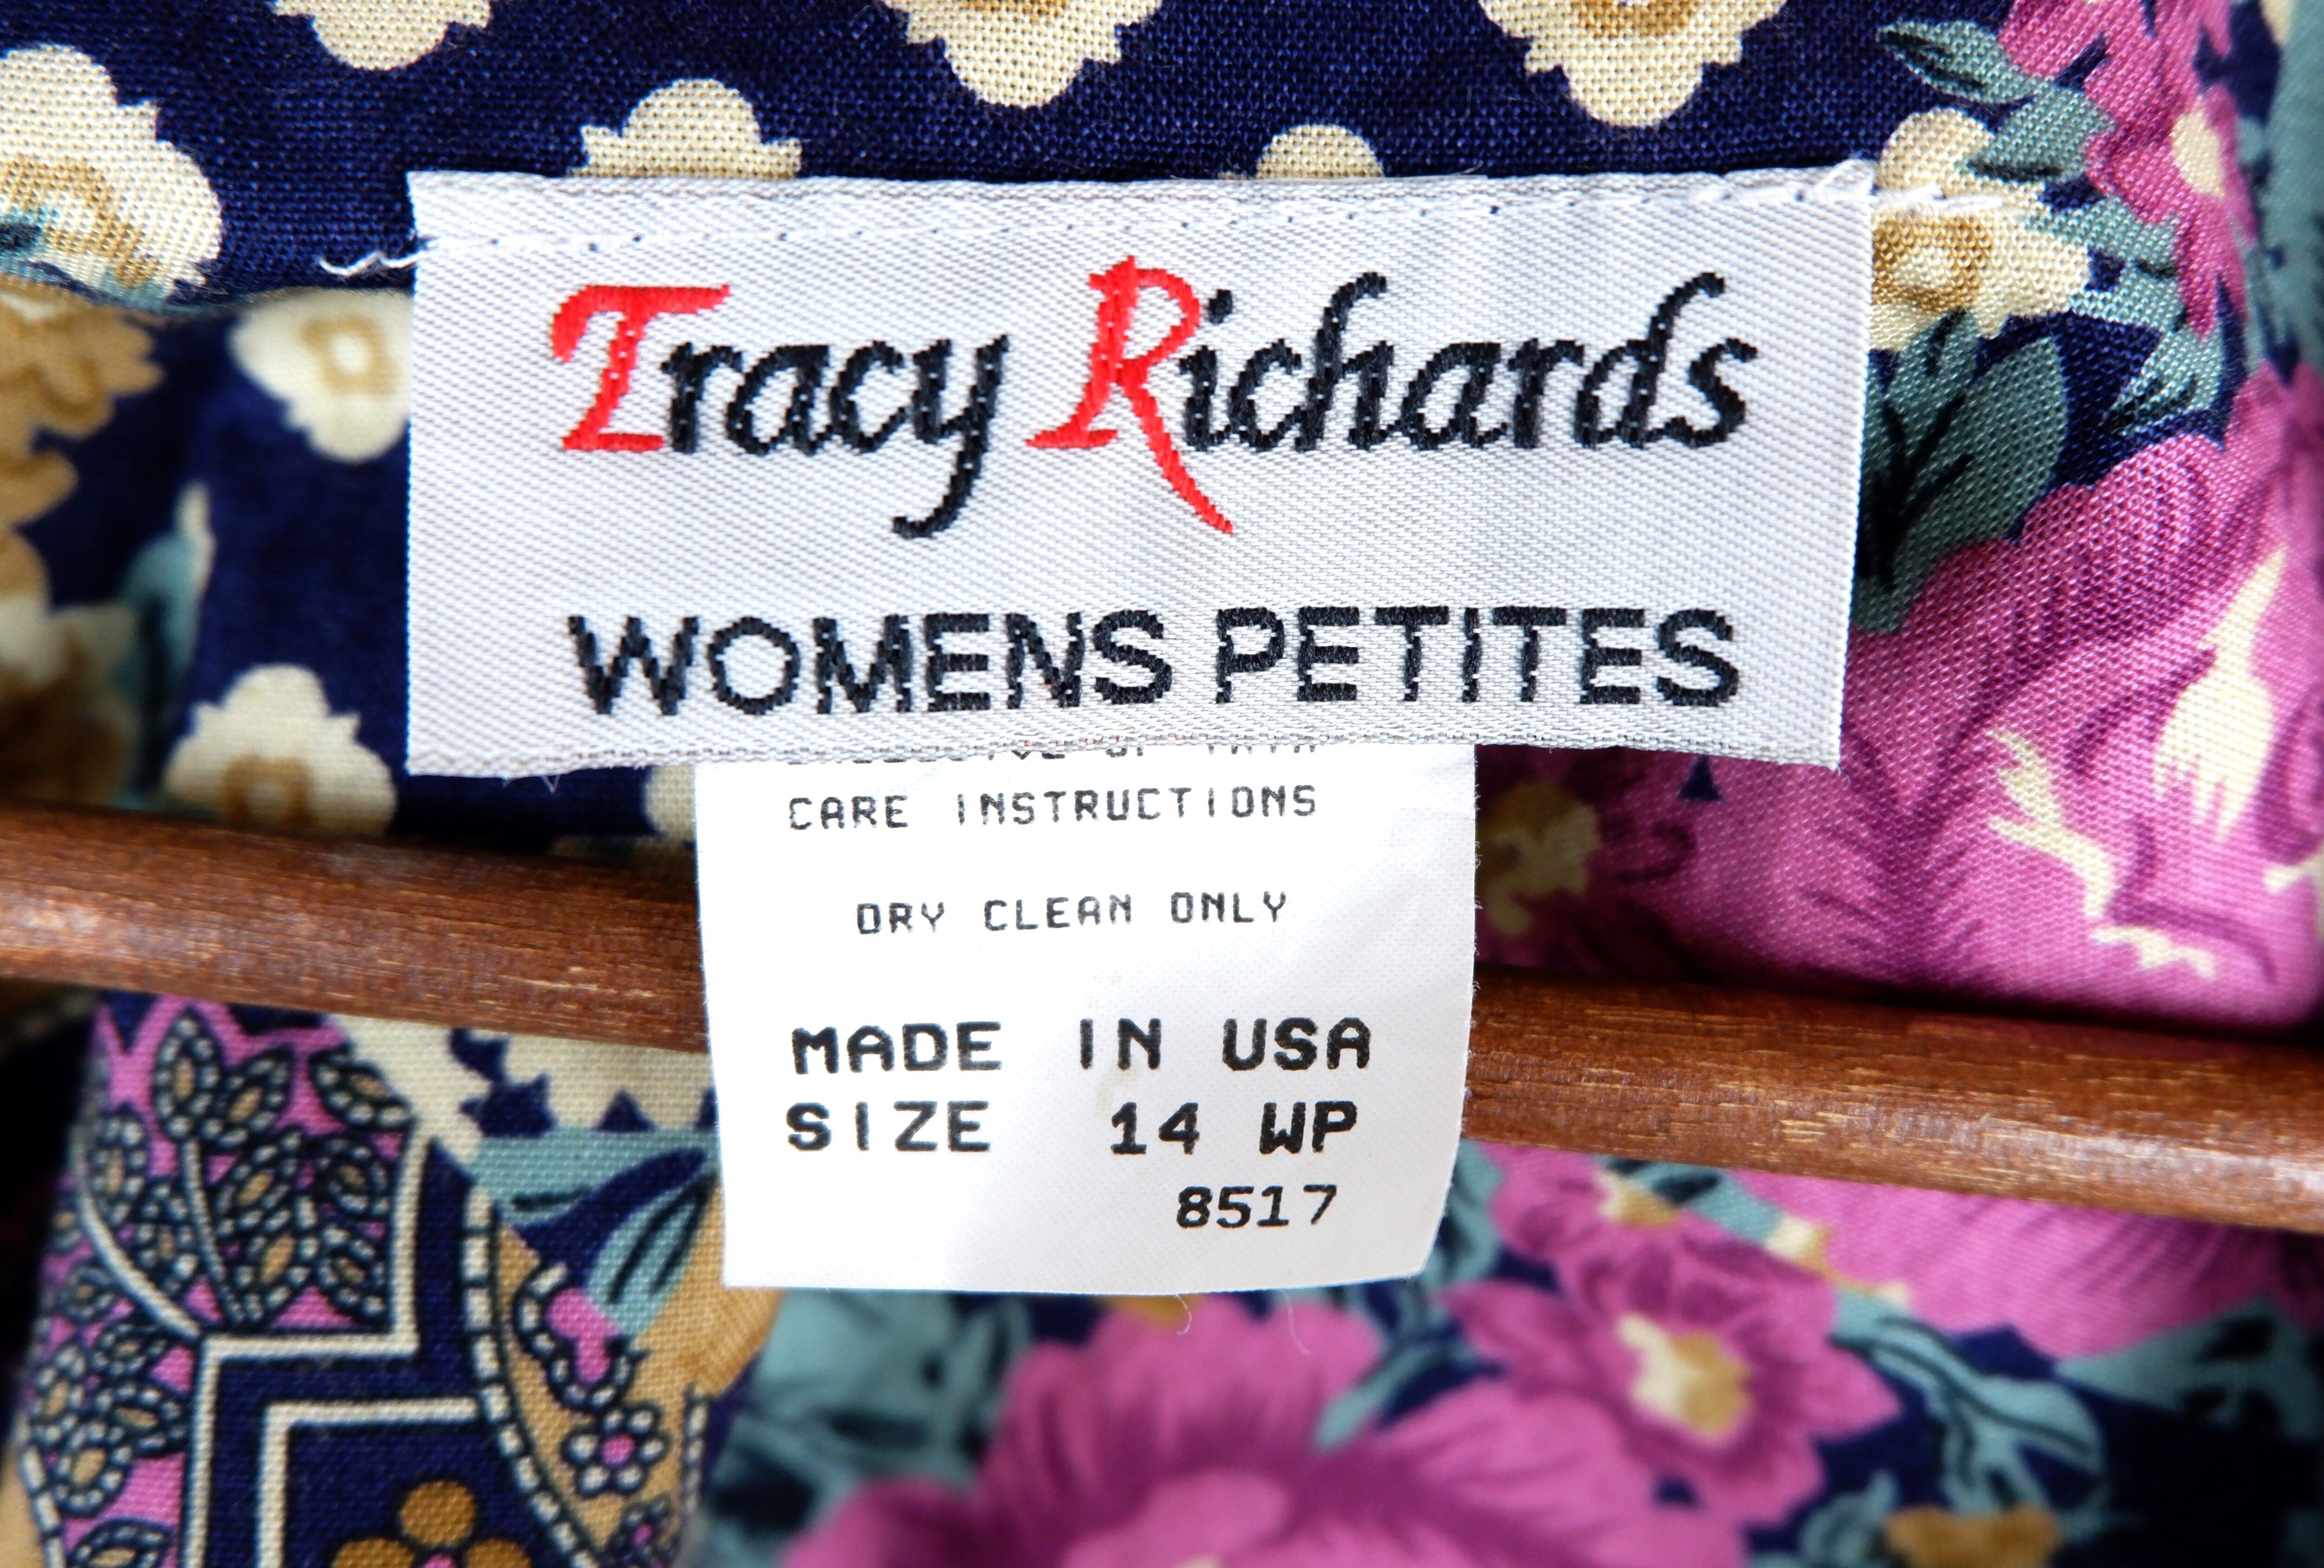 Tracy Richards
WOMENS PETITES
CARE INSTRUCTIONS
DRY CLEAN ONLY
MADE IN USA
SIZE 14 WP
8517